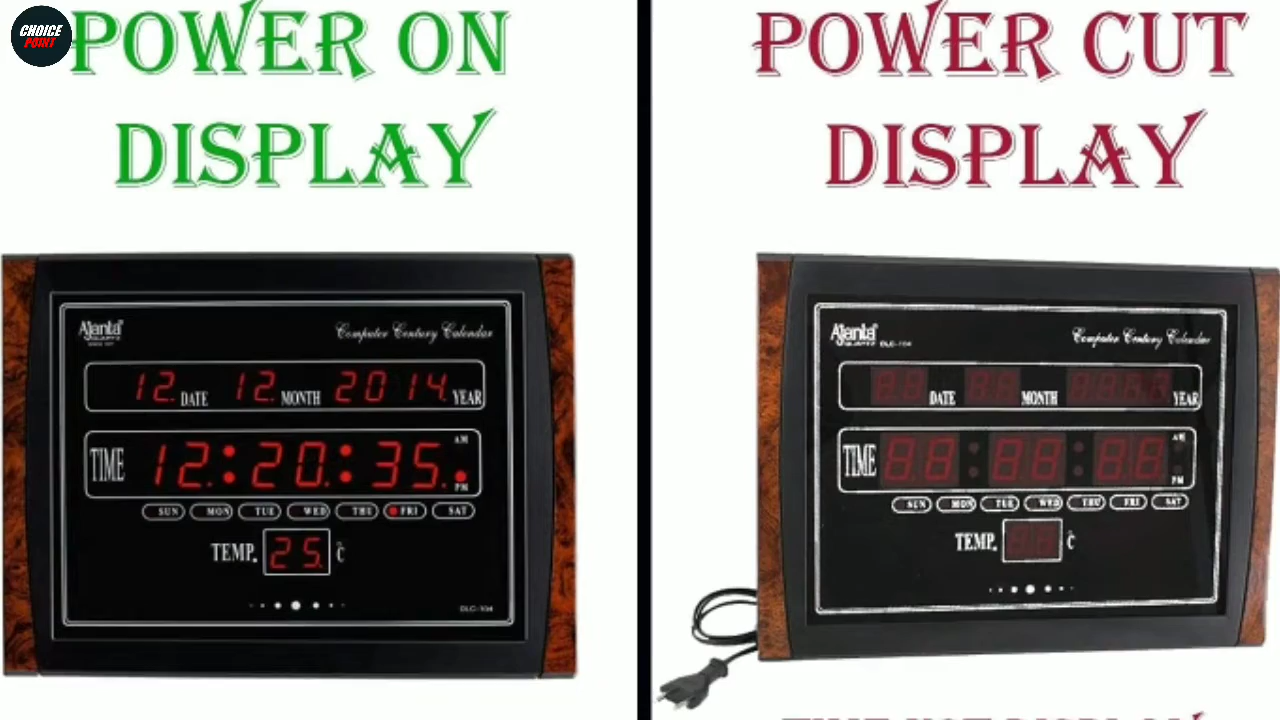 CHOICE
POINT
POWER ON
DISPLAY
Ajanta
QUARTZ
Computer Century Calendar
12. DATE 12. MONTH 2014. YEAR
TIME 12:20:35. AM PM
SUN MON TUE WED THU FRI SAT
TEMP. 25. °C
DLC-104
POWER CUT
DISPLAY
Ajanta
QUARTZ DLC-104
Computer Century Calendar
DATE MONTH YEAR
TIME AM PM
SUN MON TUE WED THU FRI SAT
TEMP. °C